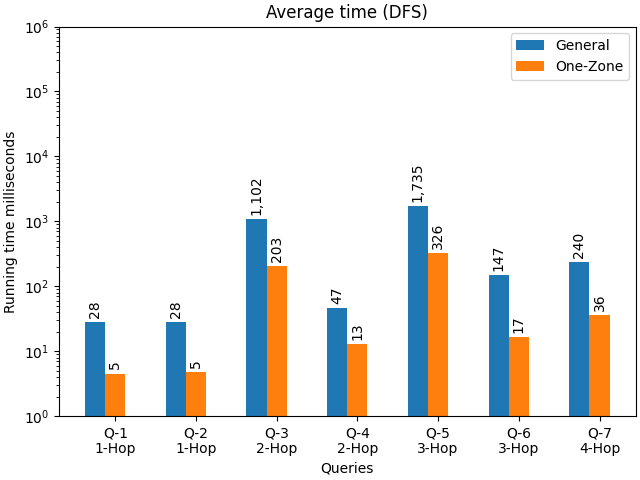 Average time (DFS)
10^6
10^5
10^4
10^3
10^2
10^1
10^0
Running time milliseconds
General
One-Zone
28
5
28
5
1,102
203
47
13
1,735
326
147
17
240
36
Q-1
1-Hop
Q-2
1-Hop
Q-3
2-Hop
Q-4
2-Hop
Q-5
3-Hop
Q-6
3-Hop
Q-7
4-Hop
Queries